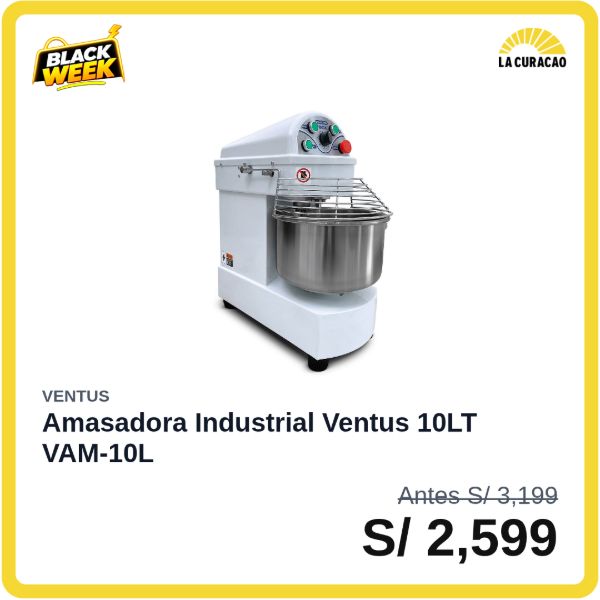 BLACK
WEEK
LA CURACAO
VENTUS
Amasadora Industrial Ventus 10LT
VAM-10L
Antes S/ 3,199
S/ 2,599